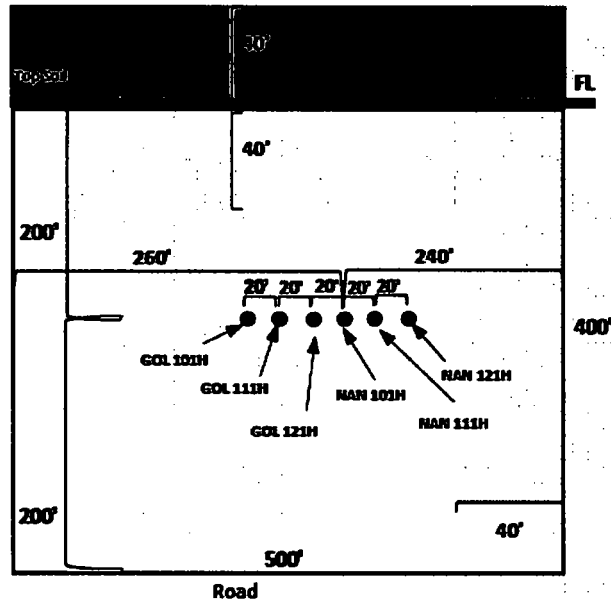 30'
Top Soil
FL
40'
200'
260'
240'
20' 20' 20' 20' 20'
400'
GOL 101H
GOL 111H
GOL 121H
NAN 101H
NAN 111H
NAN 121H
200'
40'
500'
Road